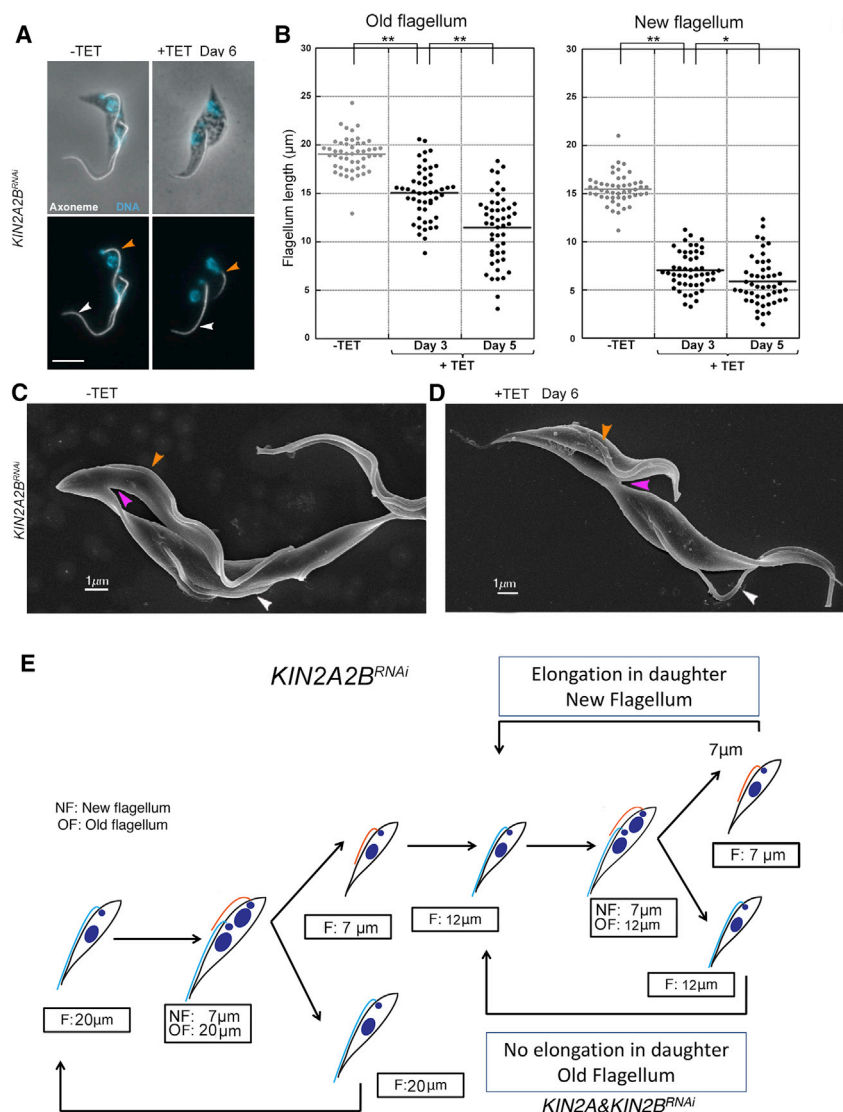 A
-TET
+TET Day 6
KIN2A2B^RNAi
Axoneme
DNA
B
Old flagellum
New flagellum
**
**
**
*
Flagellum length (µm)
30
25
20
15
10
5
0
30
25
20
15
10
5
0
-TET
Day 3
Day 5
+ TET
-TET
Day 3
Day 5
+ TET
C
-TET
KIN2A2B^RNAi
1µm
D
+TET Day 6
1µm
E
KIN2A2B^RNAi
Elongation in daughter
New Flagellum
NF: New flagellum
OF: Old flagellum
7µm
F: 7 µm
F: 12µm
NF: 7µm
OF: 12µm
F: 7 µm
F:20µm
NF: 7µm
OF: 20µm
F: 12µm
F:20µm
No elongation in daughter
Old Flagellum
KIN2A&KIN2B^RNAi